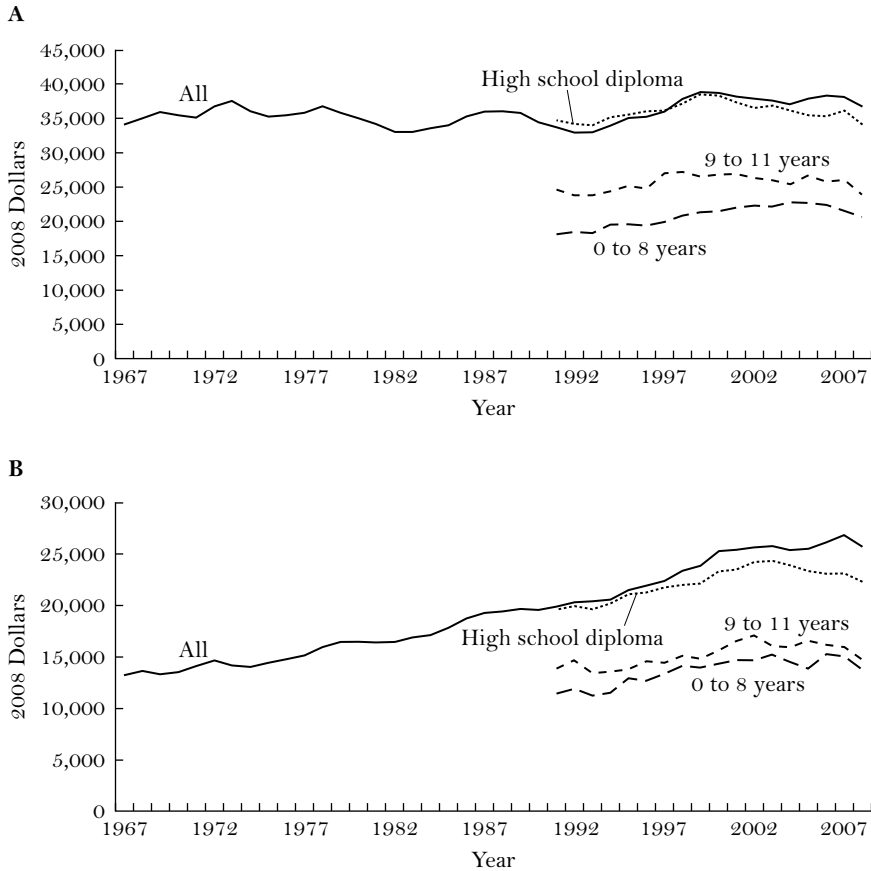 A
45,000
40,000
35,000
30,000
25,000
20,000
15,000
10,000
5,000
0
2008 Dollars
All
High school diploma
9 to 11 years
0 to 8 years
1967 1972 1977 1982 1987 1992 1997 2002 2007
Year
B
30,000
25,000
20,000
15,000
10,000
5,000
0
2008 Dollars
All
High school diploma
9 to 11 years
0 to 8 years
1967 1972 1977 1982 1987 1992 1997 2002 2007
Year